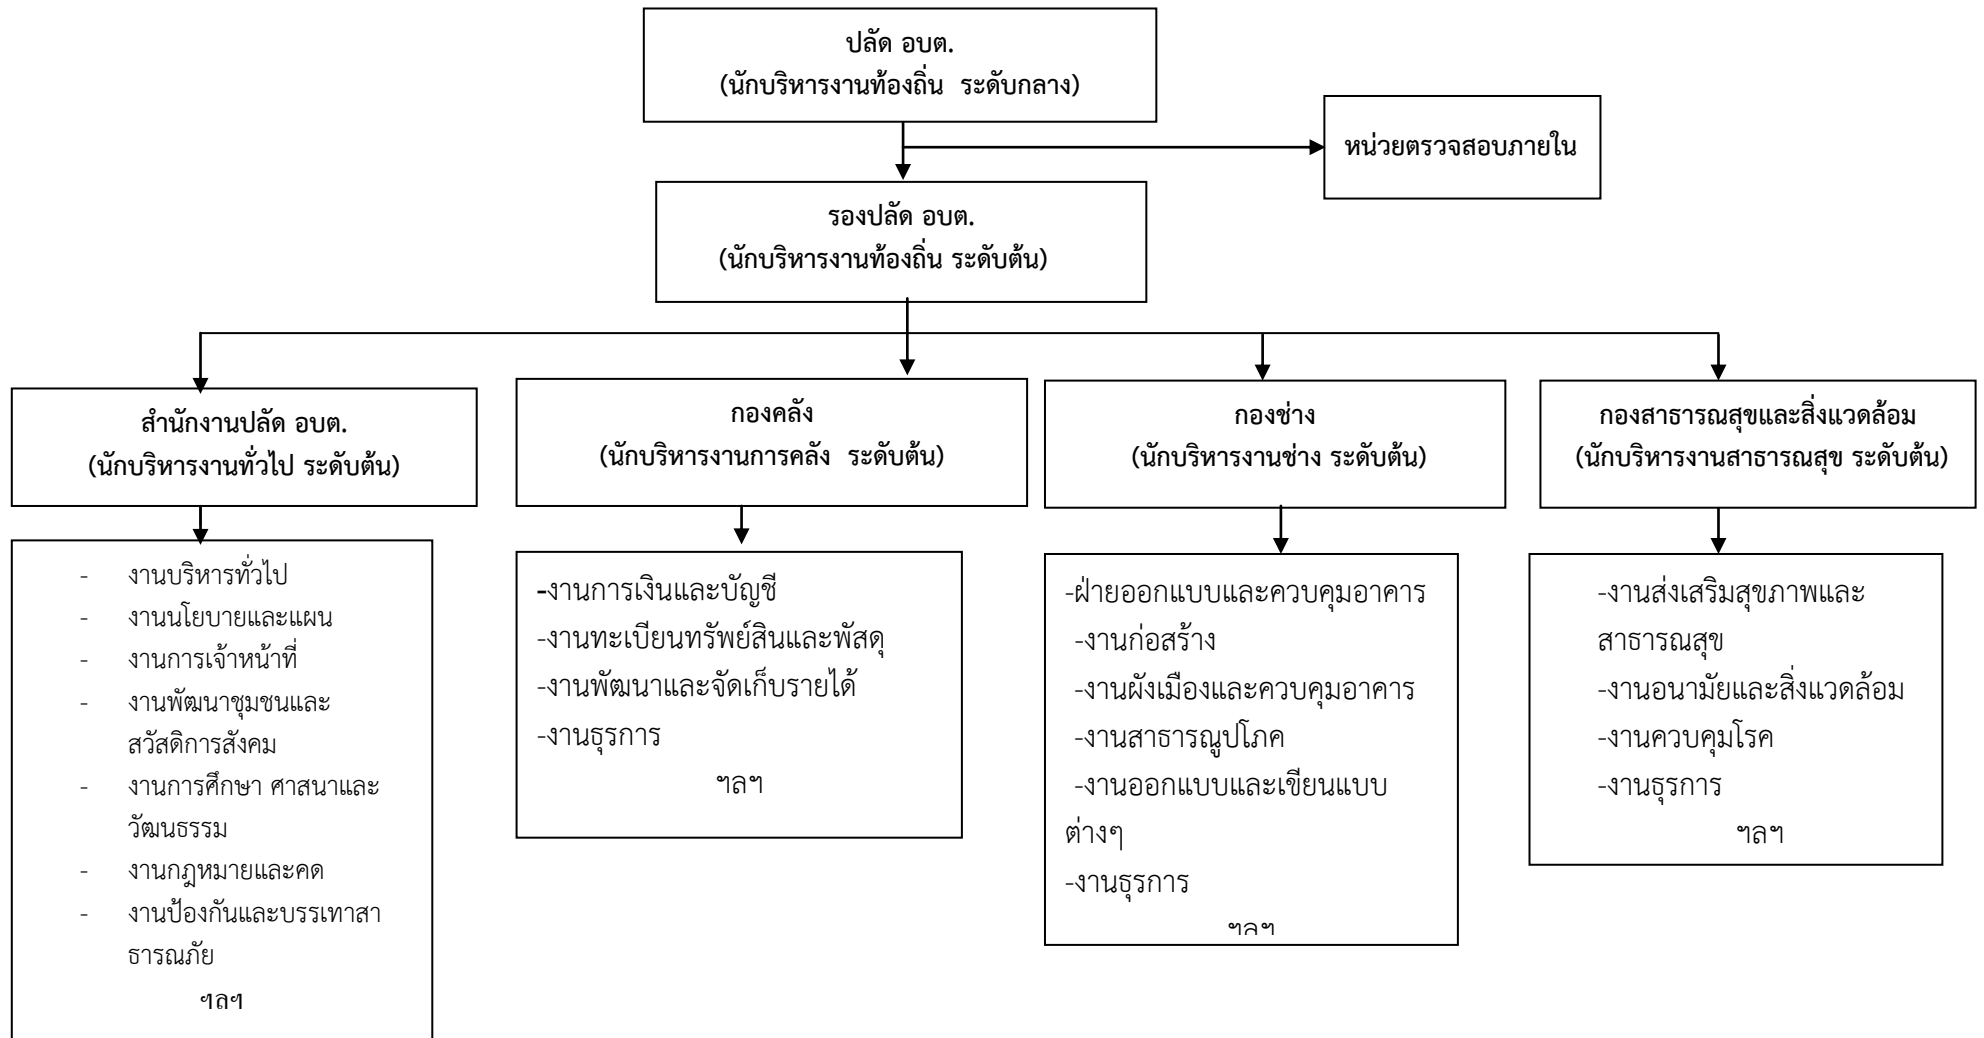 ปลัด อบต.
(นักบริหารงานท้องถิ่น  ระดับกลาง)
หน่วยตรวจสอบภายใน
รองปลัด อบต.
(นักบริหารงานท้องถิ่น ระดับต้น)
สำนักงานปลัด อบต.
(นักบริหารงานทั่วไป ระดับต้น)
- งานบริหารทั่วไป
- งานนโยบายและแผน
- งานการเจ้าหน้าที่
- งานพัฒนาชุมชนและ
สวัสดิการสังคม
- งานการศึกษา ศาสนาและ
วัฒนธรรม
- งานกฎหมายและคด
- งานป้องกันและบรรเทาสา
ธารณภัย
ฯลฯ
กองคลัง
(นักบริหารงานการคลัง  ระดับต้น)
-งานการเงินและบัญชี
-งานทะเบียนทรัพย์สินและพัสดุ
-งานพัฒนาและจัดเก็บรายได้
-งานธุรการ
ฯลฯ
กองช่าง
(นักบริหารงานช่าง ระดับต้น)
-ฝ่ายออกแบบและควบคุมอาคาร
-งานก่อสร้าง
-งานผังเมืองและควบคุมอาคาร
-งานสาธารณูปโภค
-งานออกแบบและเขียนแบบ
ต่างๆ
-งานธุรการ
ฯลฯ
กองสาธารณสุขและสิ่งแวดล้อม
(นักบริหารงานสาธารณสุข ระดับต้น)
-งานส่งเสริมสุขภาพและ
สาธารณสุข
-งานอนามัยและสิ่งแวดล้อม
-งานควบคุมโรค
-งานธุรการ
ฯลฯ